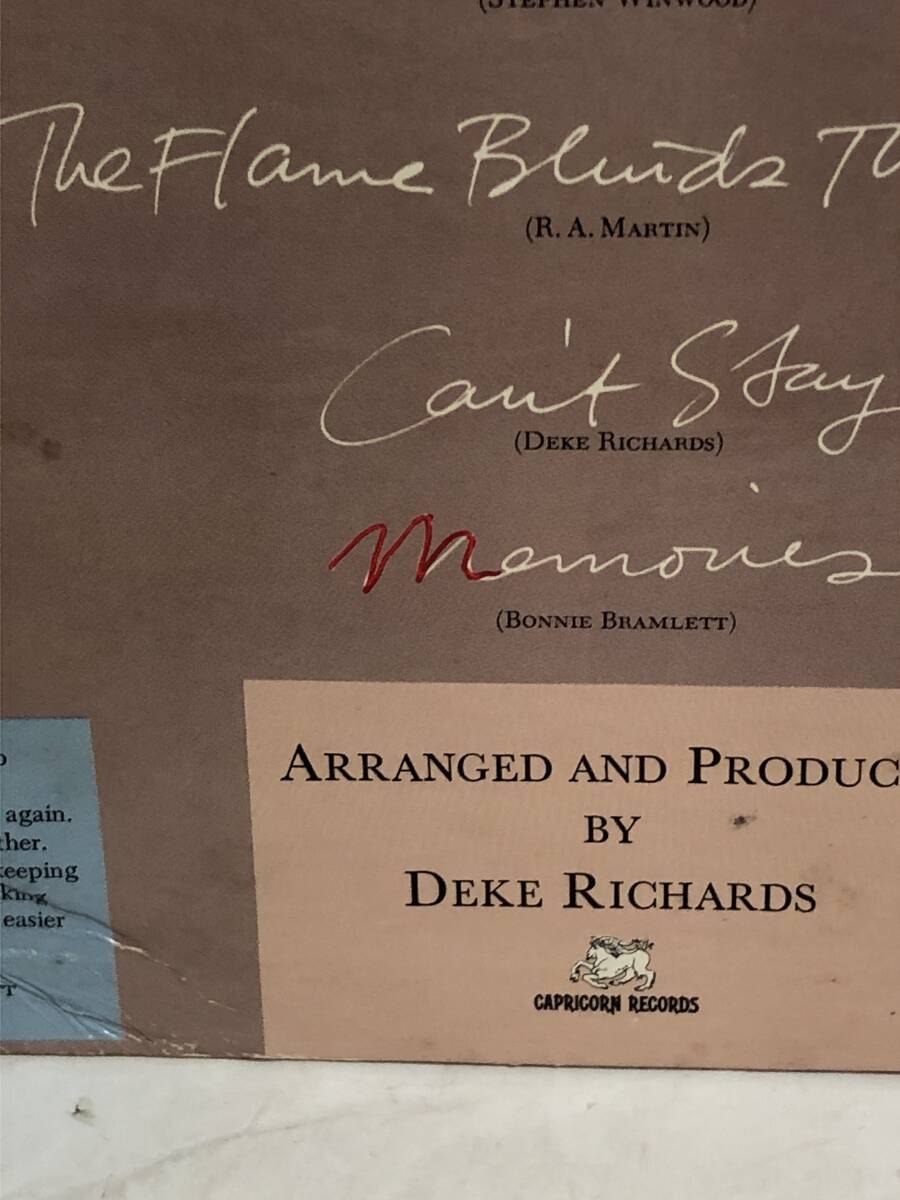 (STEPHEN WINWOOD)
The Flame Blinds Th
(R. A. MARTIN)
Can't Stay
(DEKE RICHARDS)
Memories
(BONNIE BRAMLETT)
again.
ther.
keeping
king
easier
T
ARRANGED AND PRODUC
BY
DEKE RICHARDS
CAPRICORN RECORDS